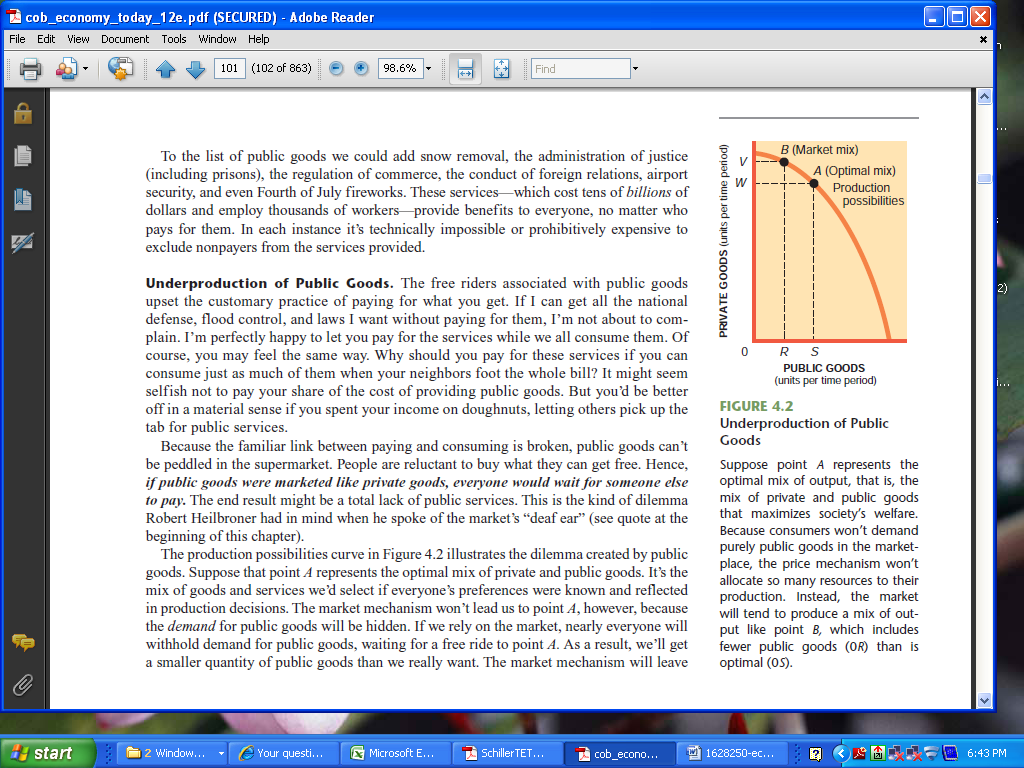 cob_economy_today_12e.pdf (SECURED) - Adobe Reader
File Edit View Document Tools Window Help
101 (102 of 863) 98.6% Find
To the list of public goods we could add snow removal, the administration of justice
(including prisons), the regulation of commerce, the conduct of foreign relations, airport
security, and even Fourth of July fireworks. These services—which cost tens of billions of
dollars and employ thousands of workers—provide benefits to everyone, no matter who
pays for them. In each instance it's technically impossible or prohibitively expensive to
exclude nonpayers from the services provided.
Underproduction of Public Goods. The free riders associated with public goods
upset the customary practice of paying for what you get. If I can get all the national
defense, flood control, and laws I want without paying for them, I'm not about to com-
plain. I'm perfectly happy to let you pay for the services while we all consume them. Of
course, you may feel the same way. Why should you pay for these services if you can
consume just as much of them when your neighbors foot the whole bill? It might seem
selfish not to pay your share of the cost of providing public goods. But you'd be better
off in a material sense if you spent your income on doughnuts, letting others pick up the
tab for public services.
Because the familiar link between paying and consuming is broken, public goods can't
be peddled in the supermarket. People are reluctant to buy what they can get free. Hence,
if public goods were marketed like private goods, everyone would wait for someone else
to pay. The end result might be a total lack of public services. This is the kind of dilemma
Robert Heilbroner had in mind when he spoke of the market's “deaf ear” (see quote at the
beginning of this chapter).
The production possibilities curve in Figure 4.2 illustrates the dilemma created by public
goods. Suppose that point A represents the optimal mix of private and public goods. It's the
mix of goods and services we'd select if everyone's preferences were known and reflected
in production decisions. The market mechanism won't lead us to point A, however, because
the demand for public goods will be hidden. If we rely on the market, nearly everyone will
withhold demand for public goods, waiting for a free ride to point A. As a result, we'll get
a smaller quantity of public goods than we really want. The market mechanism will leave
PRIVATE GOODS (units per time period)
V
W
B (Market mix)
A (Optimal mix)
Production
possibilities
0 R S
PUBLIC GOODS
(units per time period)
FIGURE 4.2
Underproduction of Public
Goods
Suppose point A represents the
optimal mix of output, that is, the
mix of private and public goods
that maximizes society's welfare.
Because consumers won't demand
purely public goods in the market-
place, the price mechanism won't
allocate so many resources to their
production. Instead, the market
will tend to produce a mix of out-
put like point B, which includes
fewer public goods (0R) than is
optimal (0S).
start 2 Window... Your questi... Microsoft E... SchillerTET... cob_econo... 1628250-ec... 6:43 PM